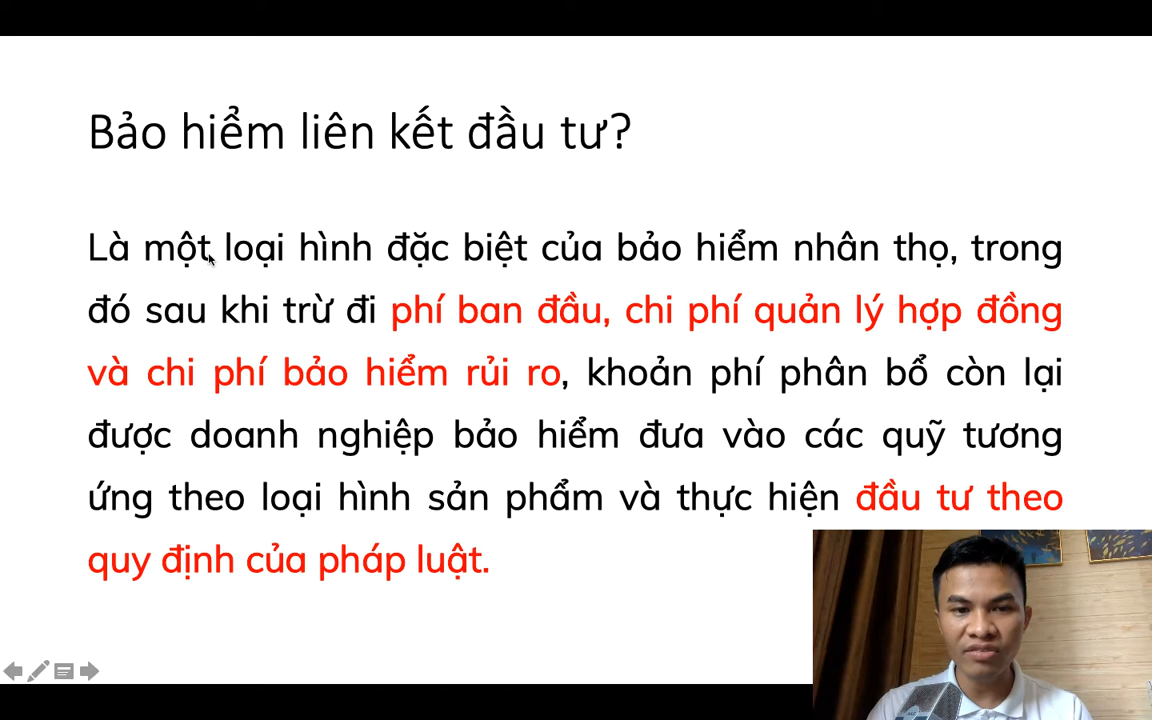 Bảo hiểm liên kết đầu tư?
Là một loại hình đặc biệt của bảo hiểm nhân thọ, trong
đó sau khi trừ đi phí ban đầu, chi phí quản lý hợp đồng
và chi phí bảo hiểm rủi ro, khoản phí phân bổ còn lại
được doanh nghiệp bảo hiểm đưa vào các quỹ tương
ứng theo loại hình sản phẩm và thực hiện đầu tư theo
quy định của pháp luật.